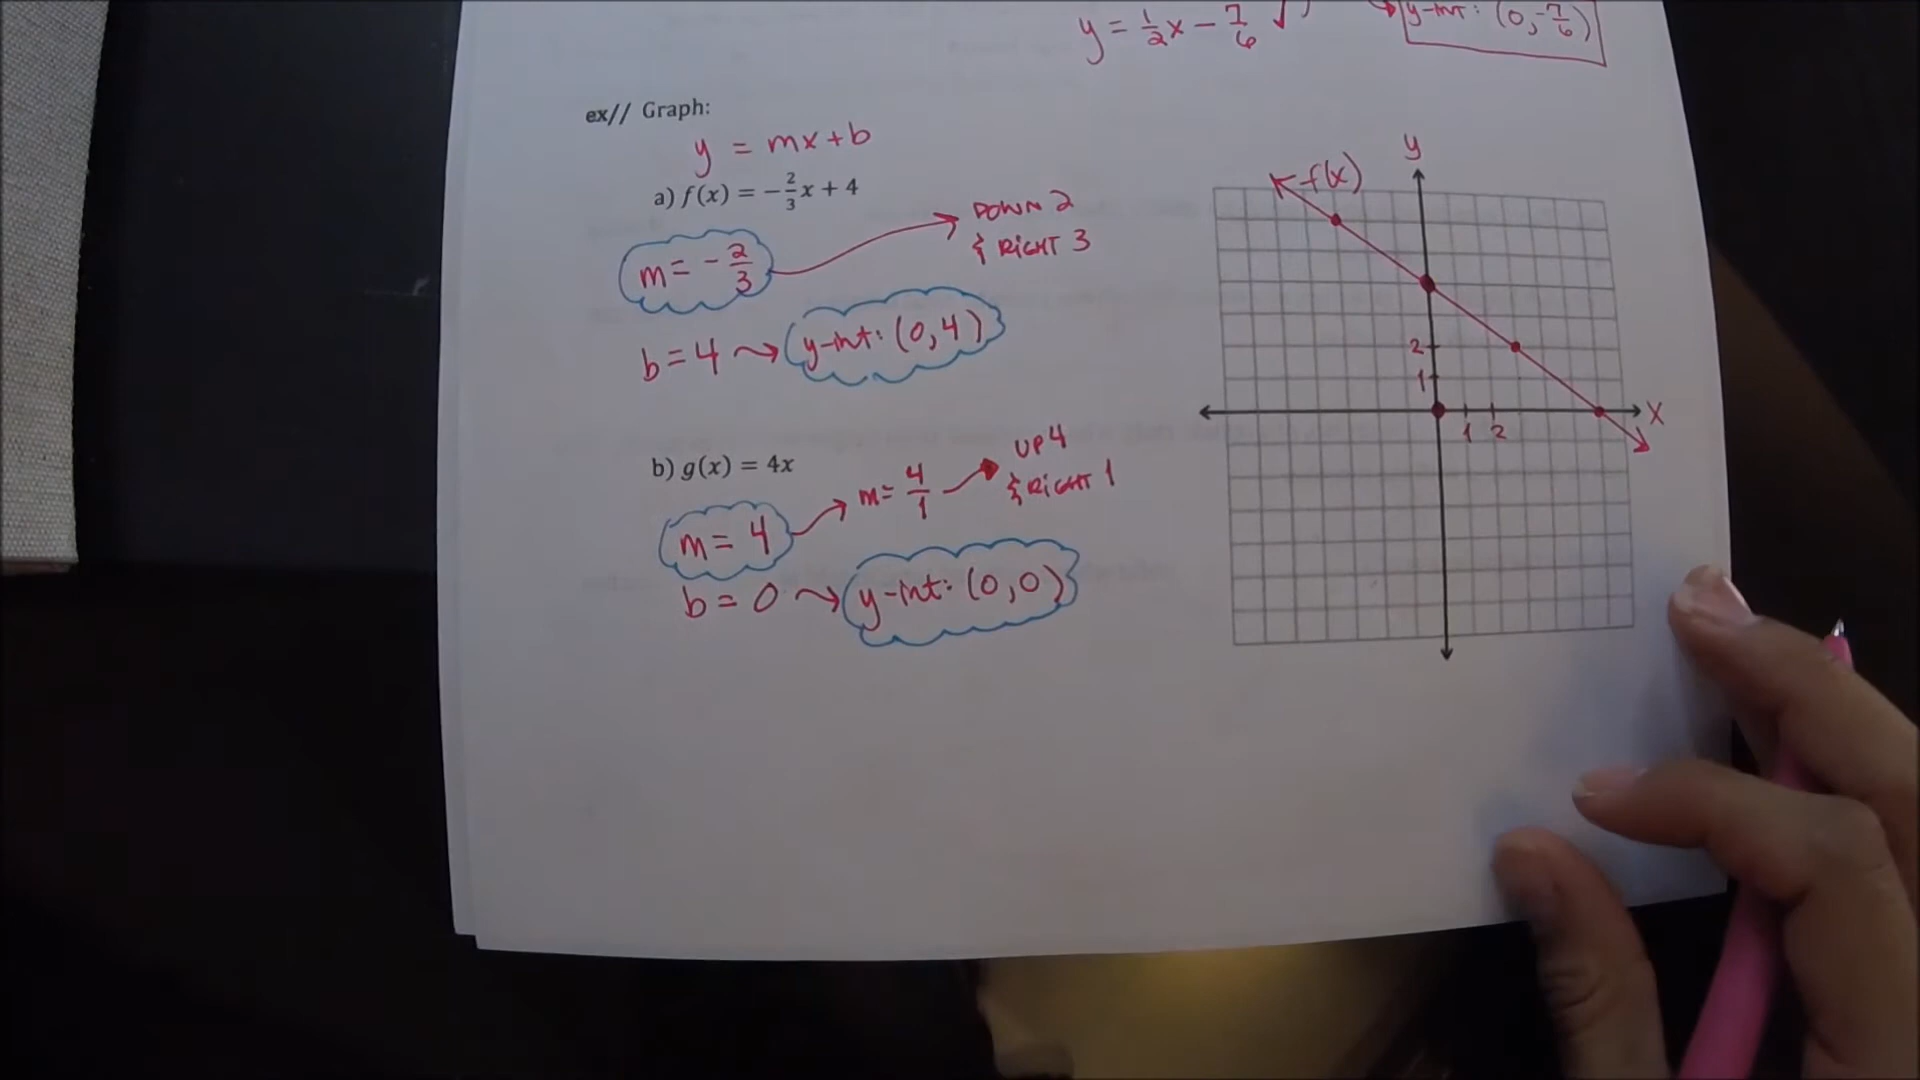 y = 1/2 x - 7/6 ✓
y-int: (0, -7/6)
ex// Graph:
y = mx + b
a) f(x) = -2/3 x + 4
m = -2/3
DOWN 2
& RIGHT 3
b = 4 → y-int: (0, 4)
b) g(x) = 4x
m = 4
m = 4/1
UP 4
& RIGHT 1
b = 0 → y-int: (0, 0)
y
f(x)
2
1
x
1 2